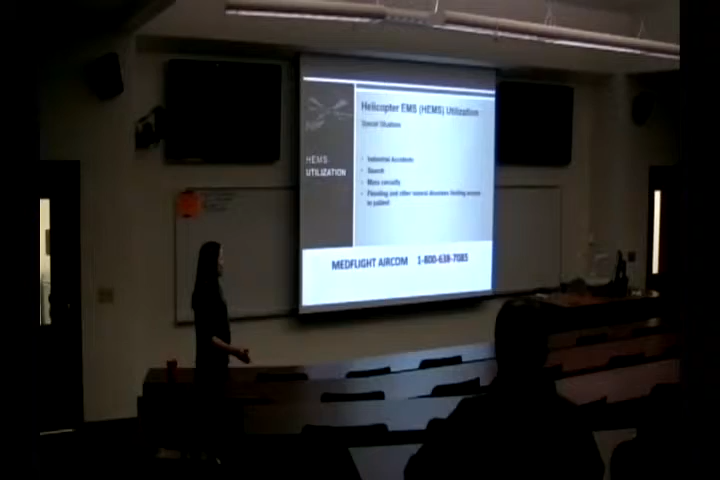 Helicopter EMS (HEMS) Utilization
Special Situations
HEMS
UTILIZATION
Industrial Accidents
Search
Mass casualty
Flooding and other natural disasters limiting access
to patient
MEDFLIGHT AIRCOM 1-800-638-7085